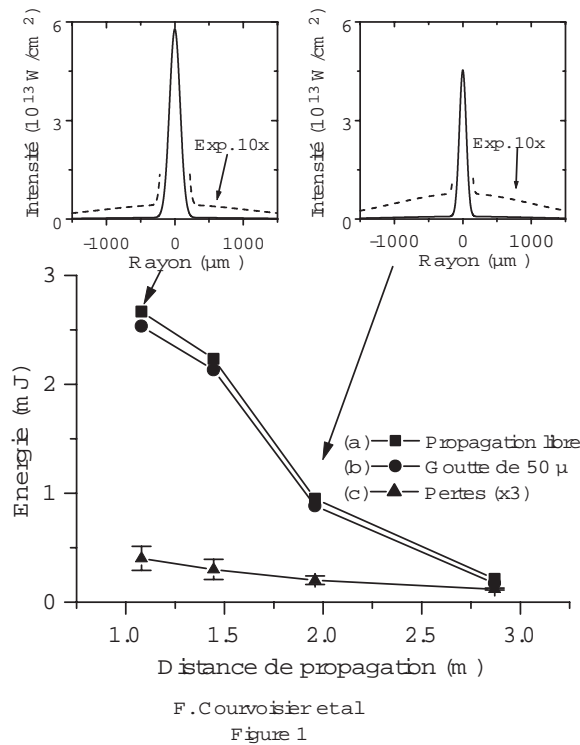 Intensité (10^13 W/cm^2)
6
3
0
Exp. 10x
-1000 0 1000
Rayon (µm)
Intensité (10^13 W/cm^2)
6
3
0
Exp. 10x
-1000 0 1000
Rayon (µm)
Energie (mJ)
3
2
1
0
(a) Propagation libre
(b) Goutte de 50 µ
(c) Pertes (x3)
1.0 1.5 2.0 2.5 3.0
Distance de propagation (m)
F. Courvoisier et al
Figure 1